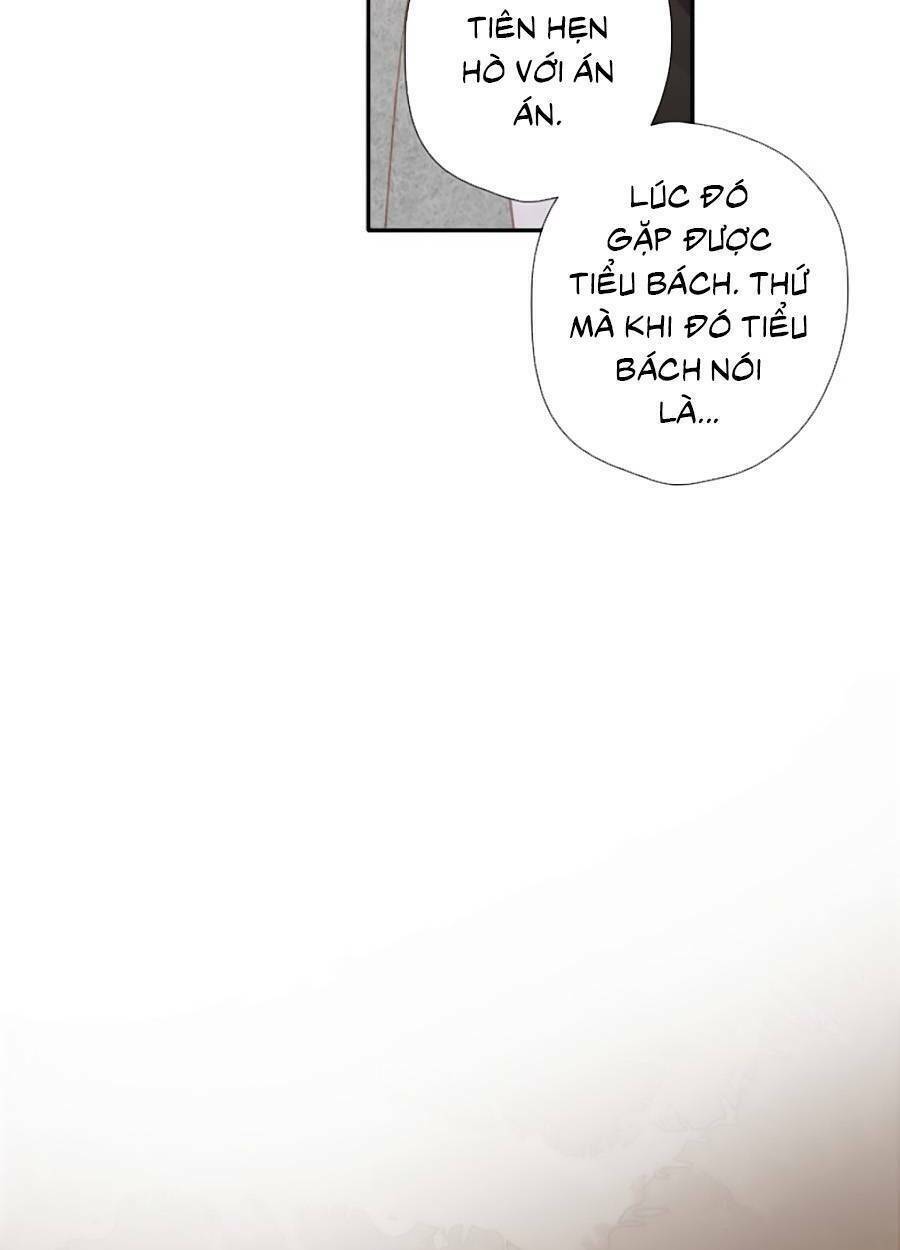 TIÊN HẸN
HÒ VỚI ÁN
ÁN.
LÚC ĐÓ
GẶP ĐƯỢC
TIỂU BÁCH. THỨ
MÀ KHI ĐÓ TIỂU
BÁCH NÓI
LÀ...